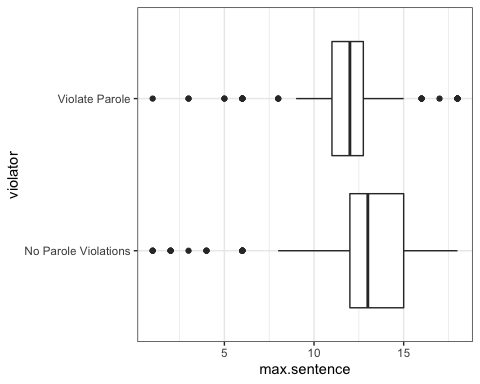 violator
Violate Parole
No Parole Violations
5 10 15
max.sentence